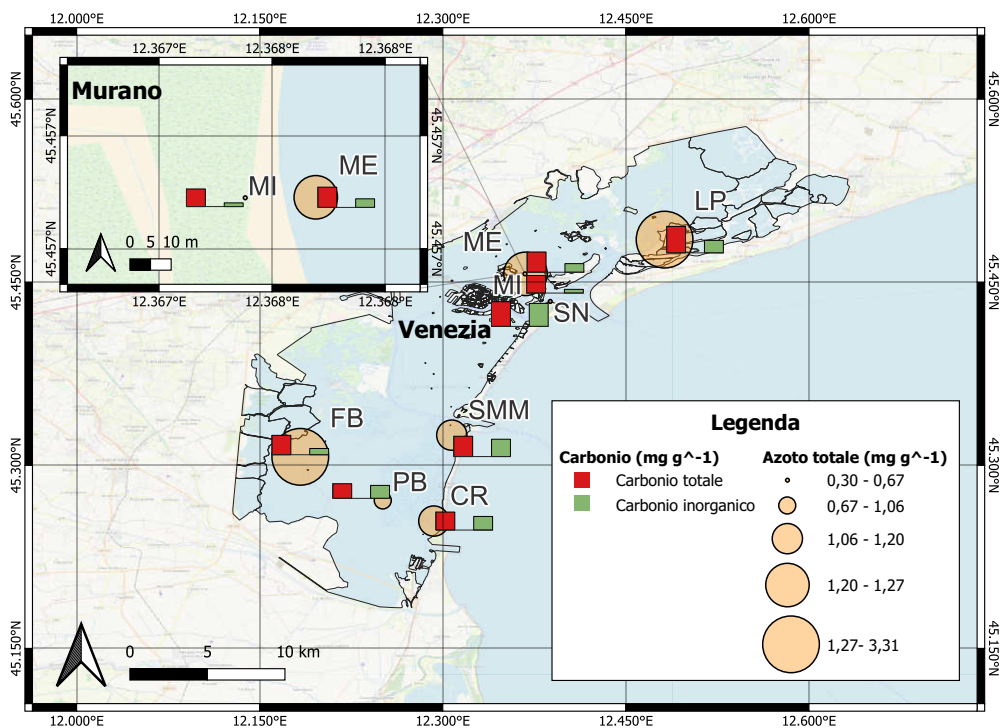 12.000°E 12.150°E 12.300°E 12.450°E 12.600°E
12.367°E 12.368°E 12.368°E
Murano
45.457°N 45.457°N
45.457°N 45.457°N
MI ME
0 5 10 m
12.367°E 12.368°E 12.368°E
45.600°N 45.600°N
45.450°N 45.450°N
45.300°N 45.300°N
45.150°N 45.150°N
LP
ME
MI
SN
Venezia
SMM
FB
PB
CR
Legenda
Carbonio (mg g^-1) Azoto totale (mg g^-1)
Carbonio totale 0,30 - 0,67
Carbonio inorganico 0,67 - 1,06
1,06 - 1,20
1,20 - 1,27
1,27- 3,31
0 5 10 km
12.000°E 12.150°E 12.300°E 12.450°E 12.600°E